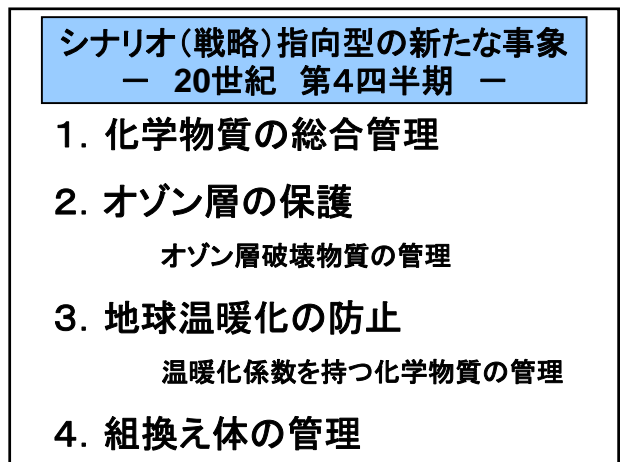 シナリオ(戦略)指向型の新たな事象
－ 20世紀 第4四半期 －
１．化学物質の総合管理
２．オゾン層の保護
オゾン層破壊物質の管理
３．地球温暖化の防止
温暖化係数を持つ化学物質の管理
４．組換え体の管理